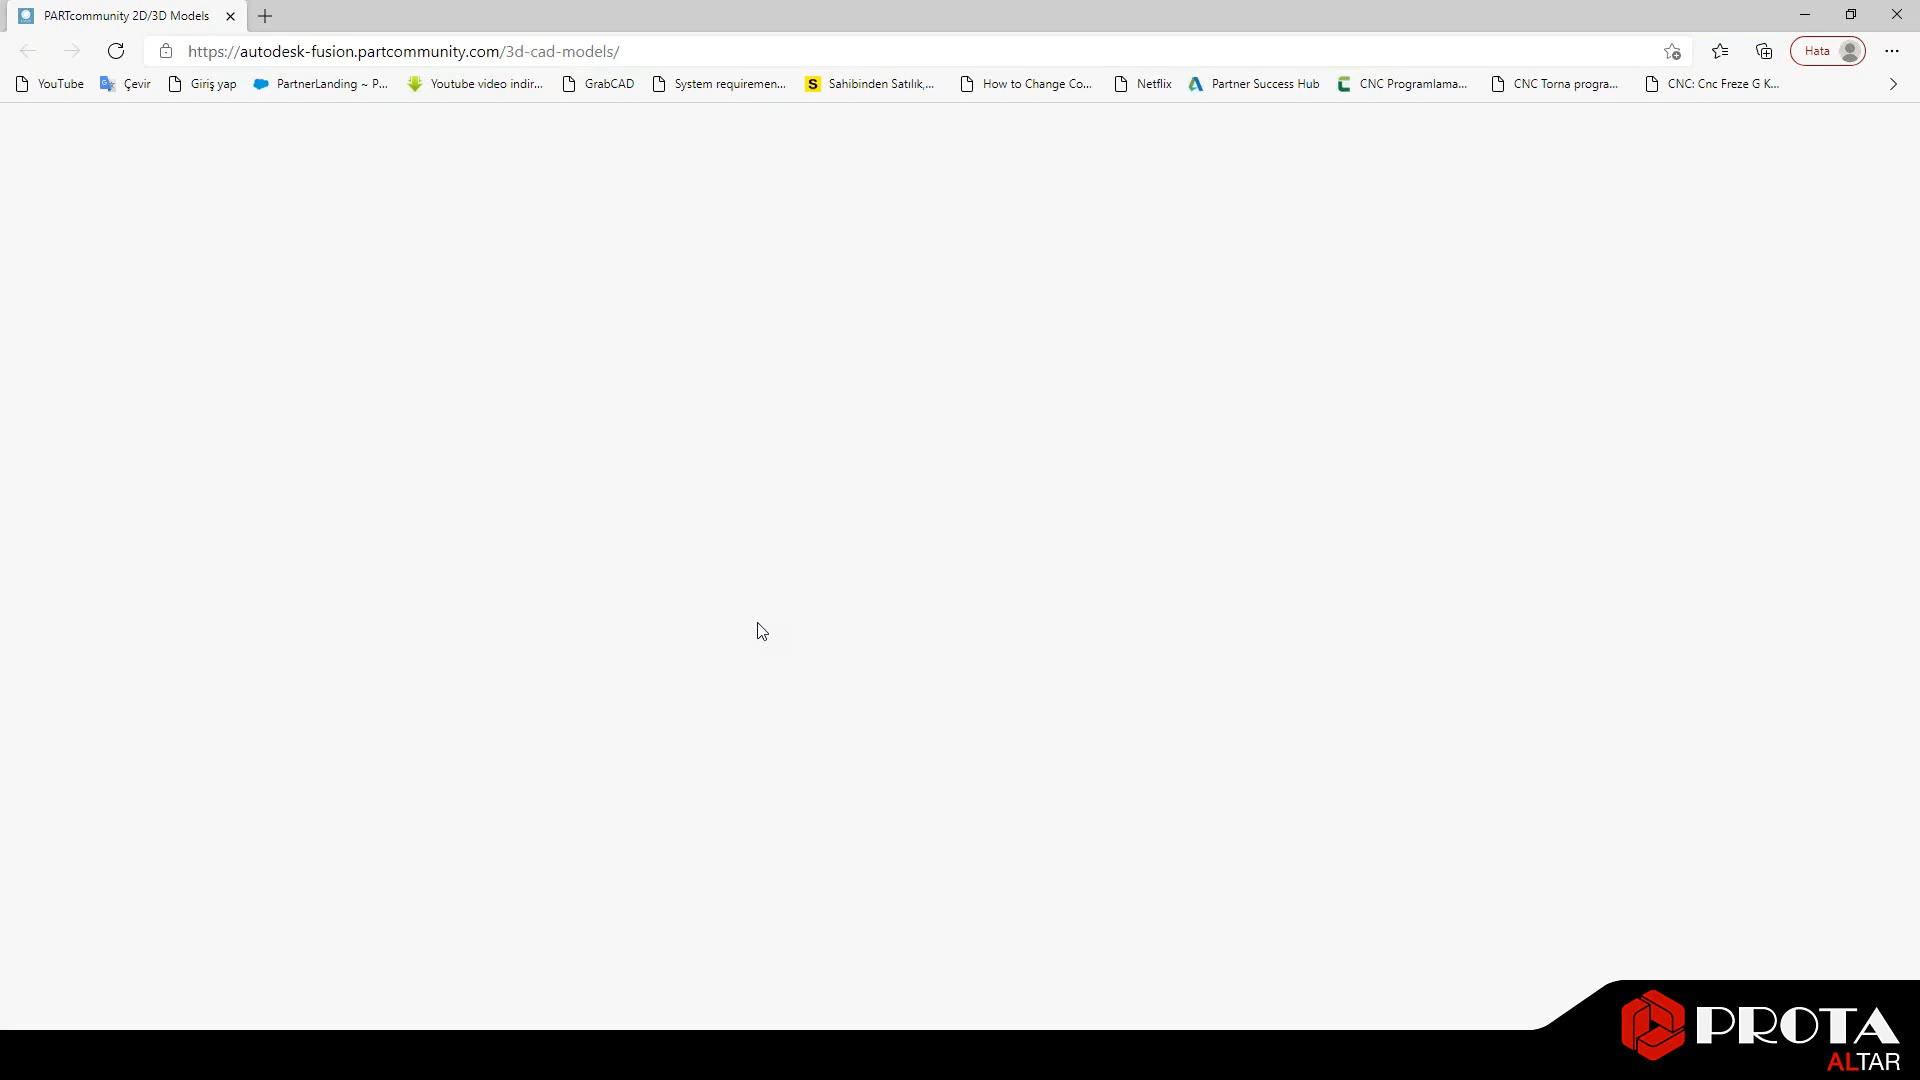 PARTcommunity 2D/3D Models
https://autodesk-fusion.partcommunity.com/3d-cad-models/
Hata
YouTube
Çevir
Giriş yap
PartnerLanding ~ P...
Youtube video indir...
GrabCAD
System requiremen...
Sahibinden Satılık,...
How to Change Co...
Netflix
Partner Success Hub
CNC Programlama...
CNC Torna progra...
CNC: Cnc Freze G K...
PROTA
ALTAR